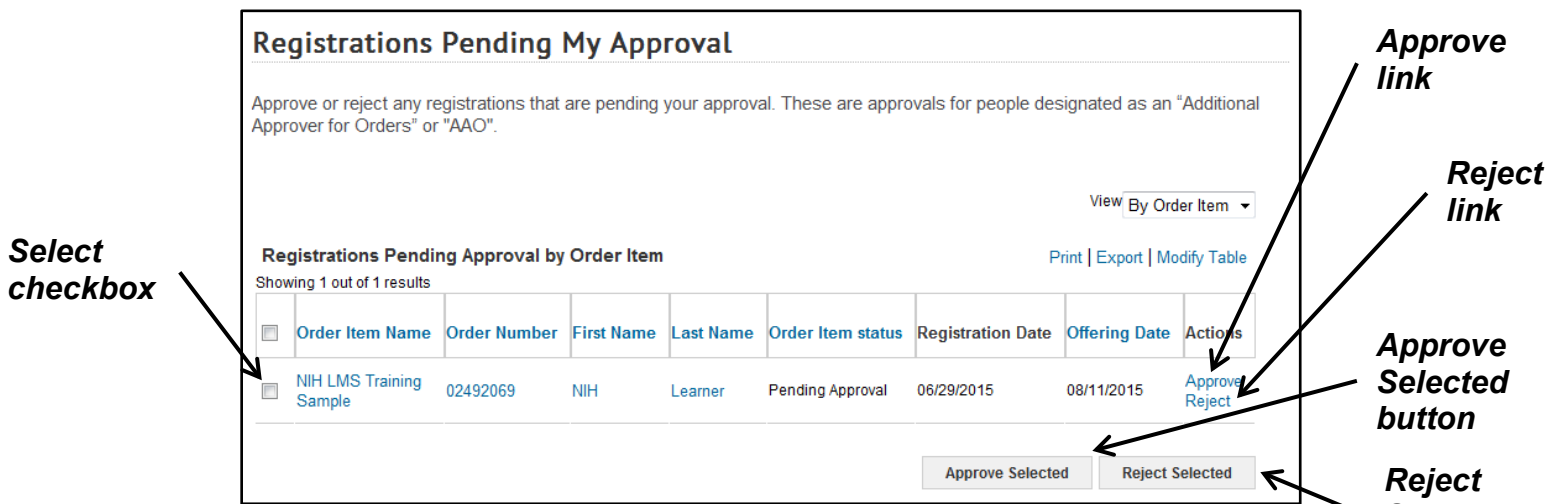 Registrations Pending My Approval
Approve or reject any registrations that are pending your approval. These are approvals for people designated as an “Additional
Approver for Orders” or "AAO".
View By Order Item
Registrations Pending Approval by Order Item
Print | Export | Modify Table
Showing 1 out of 1 results
Order Item Name Order Number First Name Last Name Order Item status Registration Date Offering Date Actions
NIH LMS Training
Sample
02492069 NIH Learner Pending Approval 06/29/2015 08/11/2015
Approve
Reject
Approve Selected Reject Selected
Select
checkbox
Approve
link
Reject
link
Approve
Selected
button
Reject